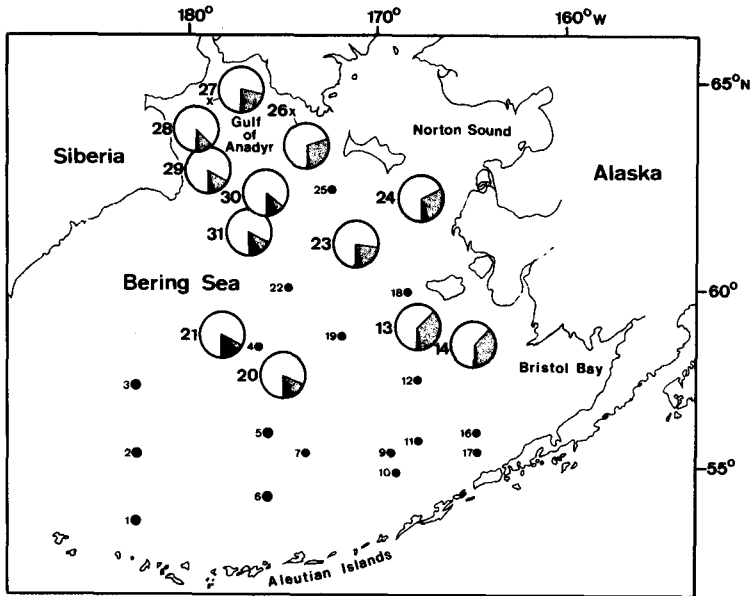 180° 170° 160°W
65°N
27
26x
x
Gulf
of
Anadyr
28
Norton Sound
Siberia
29
Alaska
30
25
24
31
23
Bering Sea
22
18
60°
13
21
4
19
14
20
Bristol Bay
3
12
5
16
11
2
7
9
17
55°
10
6
1
Aleutian Islands